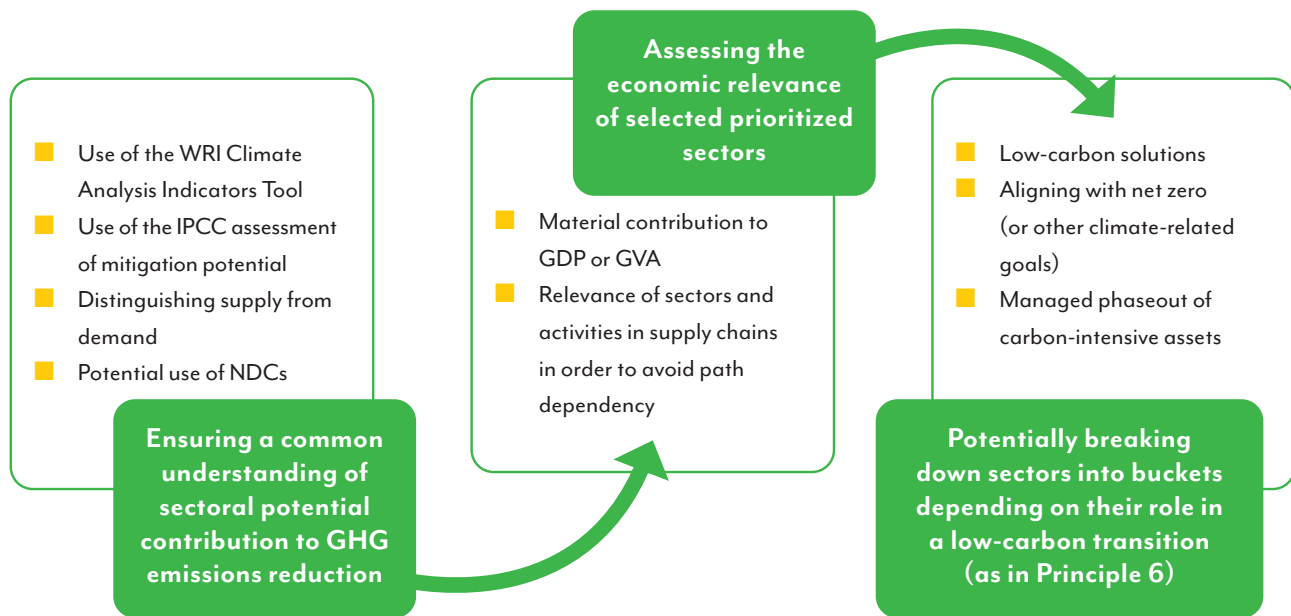 Use of the WRI Climate
Analysis Indicators Tool
Use of the IPCC assessment
of mitigation potential
Distinguishing supply from
demand
Potential use of NDCs
Ensuring a common
understanding of
sectoral potential
contribution to GHG
emissions reduction
Assessing the
economic relevance
of selected prioritized
sectors
Material contribution to
GDP or GVA
Relevance of sectors and
activities in supply chains
in order to avoid path
dependency
Low-carbon solutions
Aligning with net zero
(or other climate-related
goals)
Managed phaseout of
carbon-intensive assets
Potentially breaking
down sectors into buckets
depending on their role in
a low-carbon transition
(as in Principle 6)